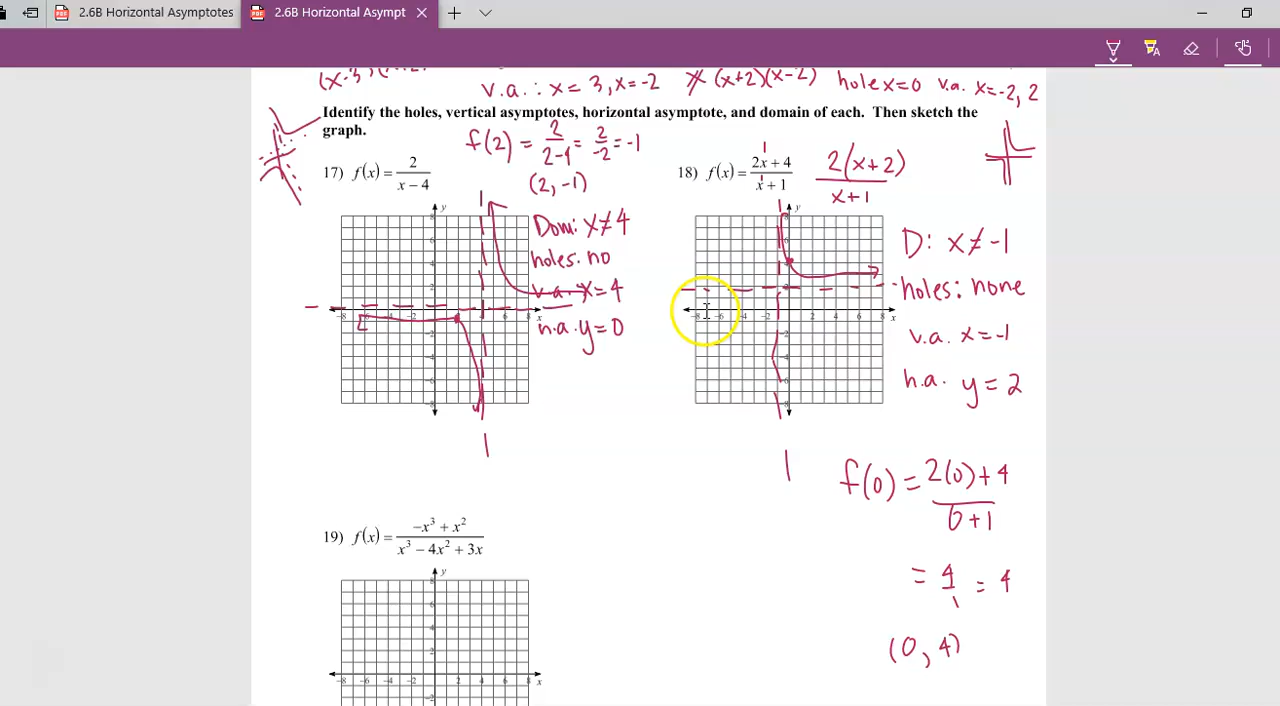 2.6B Horizontal Asymptotes
2.6B Horizontal Asympt
v.a.: x = 3, x = -2
x(x+2)(x-2)
hole x=0 v.a. x=-2, 2
Identify the holes, vertical asymptotes, horizontal asymptote, and domain of each. Then sketch the
graph.
f(2) = 2/2-4 = 2/-2 = -1
(2, -1)
17) f(x) = 2/x - 4
Dom: x ≠ 4
holes: no
v.a. x = 4
h.a. y = 0
18) f(x) = 2x + 4/x + 1
2(x+2)/x+1
D: x ≠ -1
holes: none
v.a. x = -1
h.a. y = 2
f(0) = 2(0)+4/0+1
= 4/1 = 4
(0, 4)
19) f(x) = -x³ + x²/x³ - 4x² + 3x